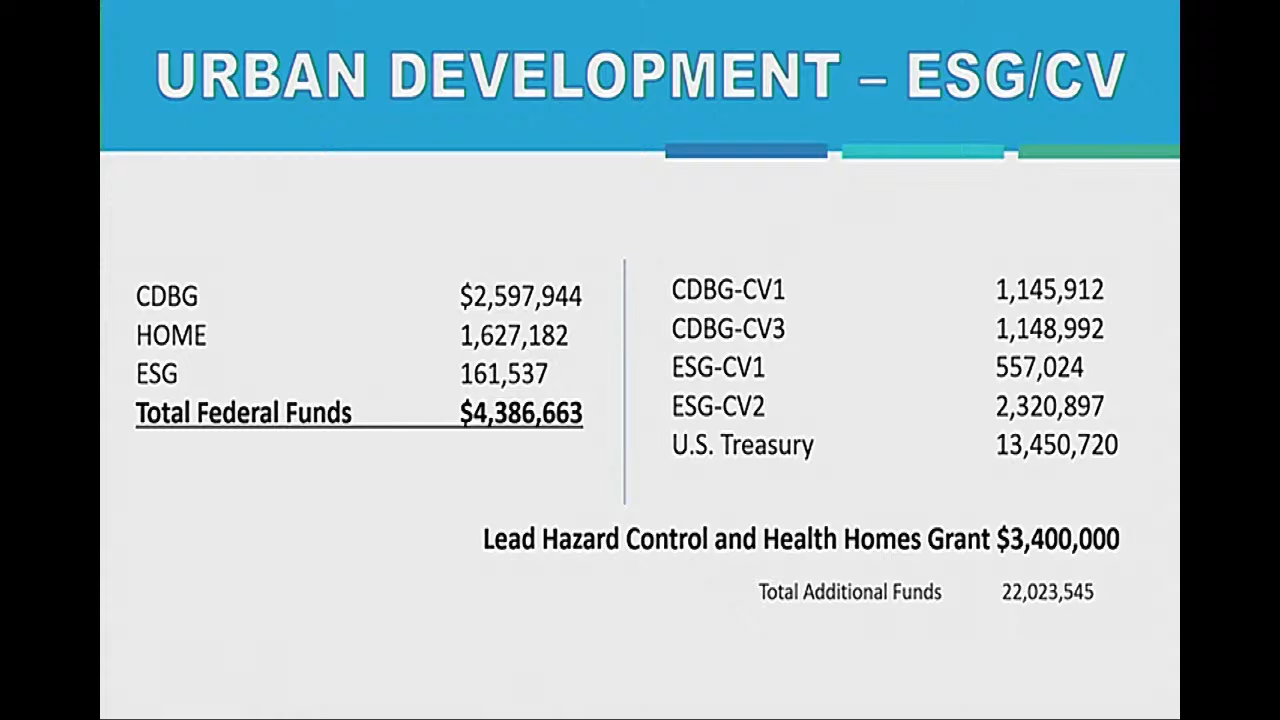 URBAN DEVELOPMENT – ESG/CV
CDBG $2,597,944
HOME 1,627,182
ESG 161,537
Total Federal Funds $4,386,663
CDBG-CV1 1,145,912
CDBG-CV3 1,148,992
ESG-CV1 557,024
ESG-CV2 2,320,897
U.S. Treasury 13,450,720
Lead Hazard Control and Health Homes Grant $3,400,000
Total Additional Funds 22,023,545